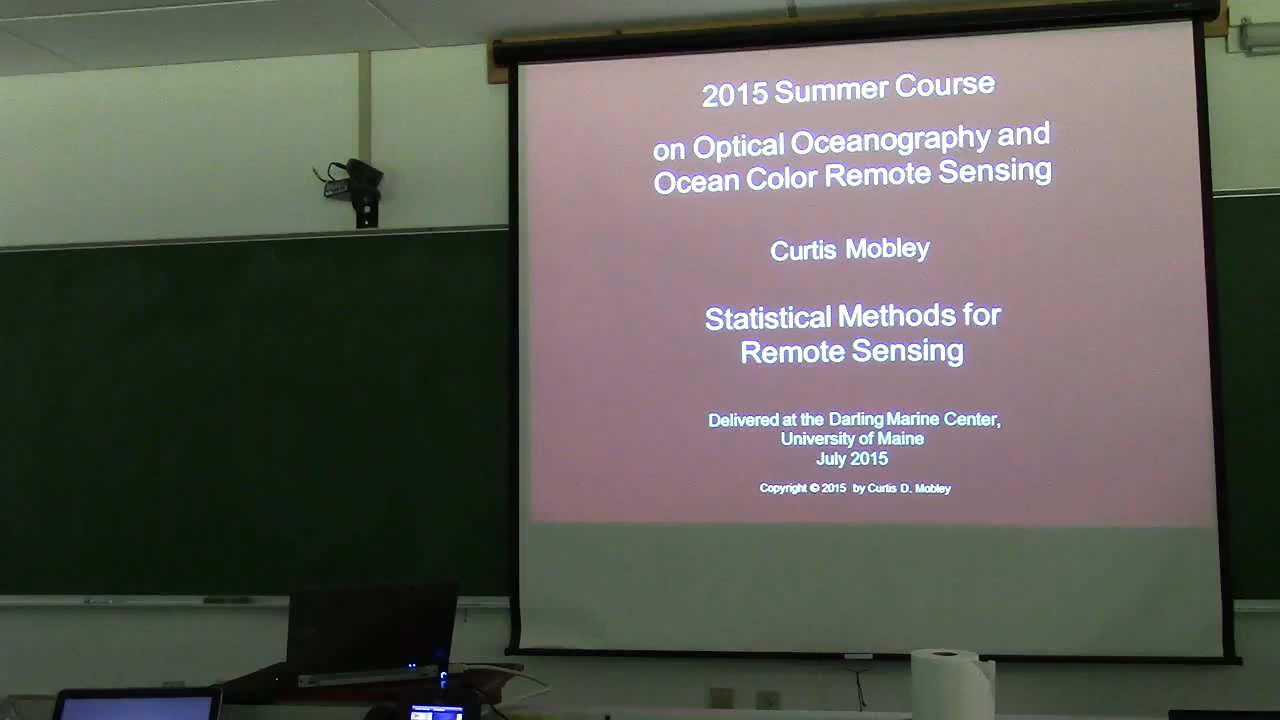 2015 Summer Course
on Optical Oceanography and
Ocean Color Remote Sensing
Curtis Mobley
Statistical Methods for
Remote Sensing
Delivered at the Darling Marine Center,
University of Maine
July 2015
Copyright © 2015 by Curtis D. Mobley